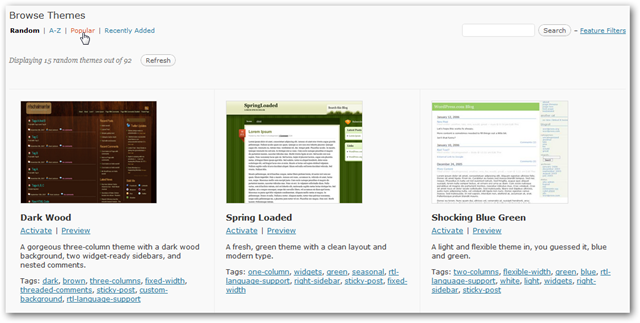 Browse Themes
Random | A-Z | Popular | Recently Added
Search – Feature Filters
Displaying 15 random themes out of 92 Refresh
SpringLoaded
WordPress.com Blog
Lorem Ipsum
Dark Wood
Activate | Preview
A gorgeous three-column theme with a dark wood
background, two widget-ready sidebars, and
nested comments.
Tags: dark, brown, three-columns, fixed-width,
threaded-comments, sticky-post, custom-
background, rtl-language-support
Spring Loaded
Activate | Preview
A fresh, green theme with a clean layout and
modern type.
Tags: one-column, widgets, green, seasonal, rtl-
language-support, right-sidebar, sticky-post, fixed-
width
Shocking Blue Green
Activate | Preview
A light and flexible theme in, you guessed it, blue
and green.
Tags: two-columns, flexible-width, green, blue, rtl-
language-support, white, light, widgets, right-
sidebar, sticky-post